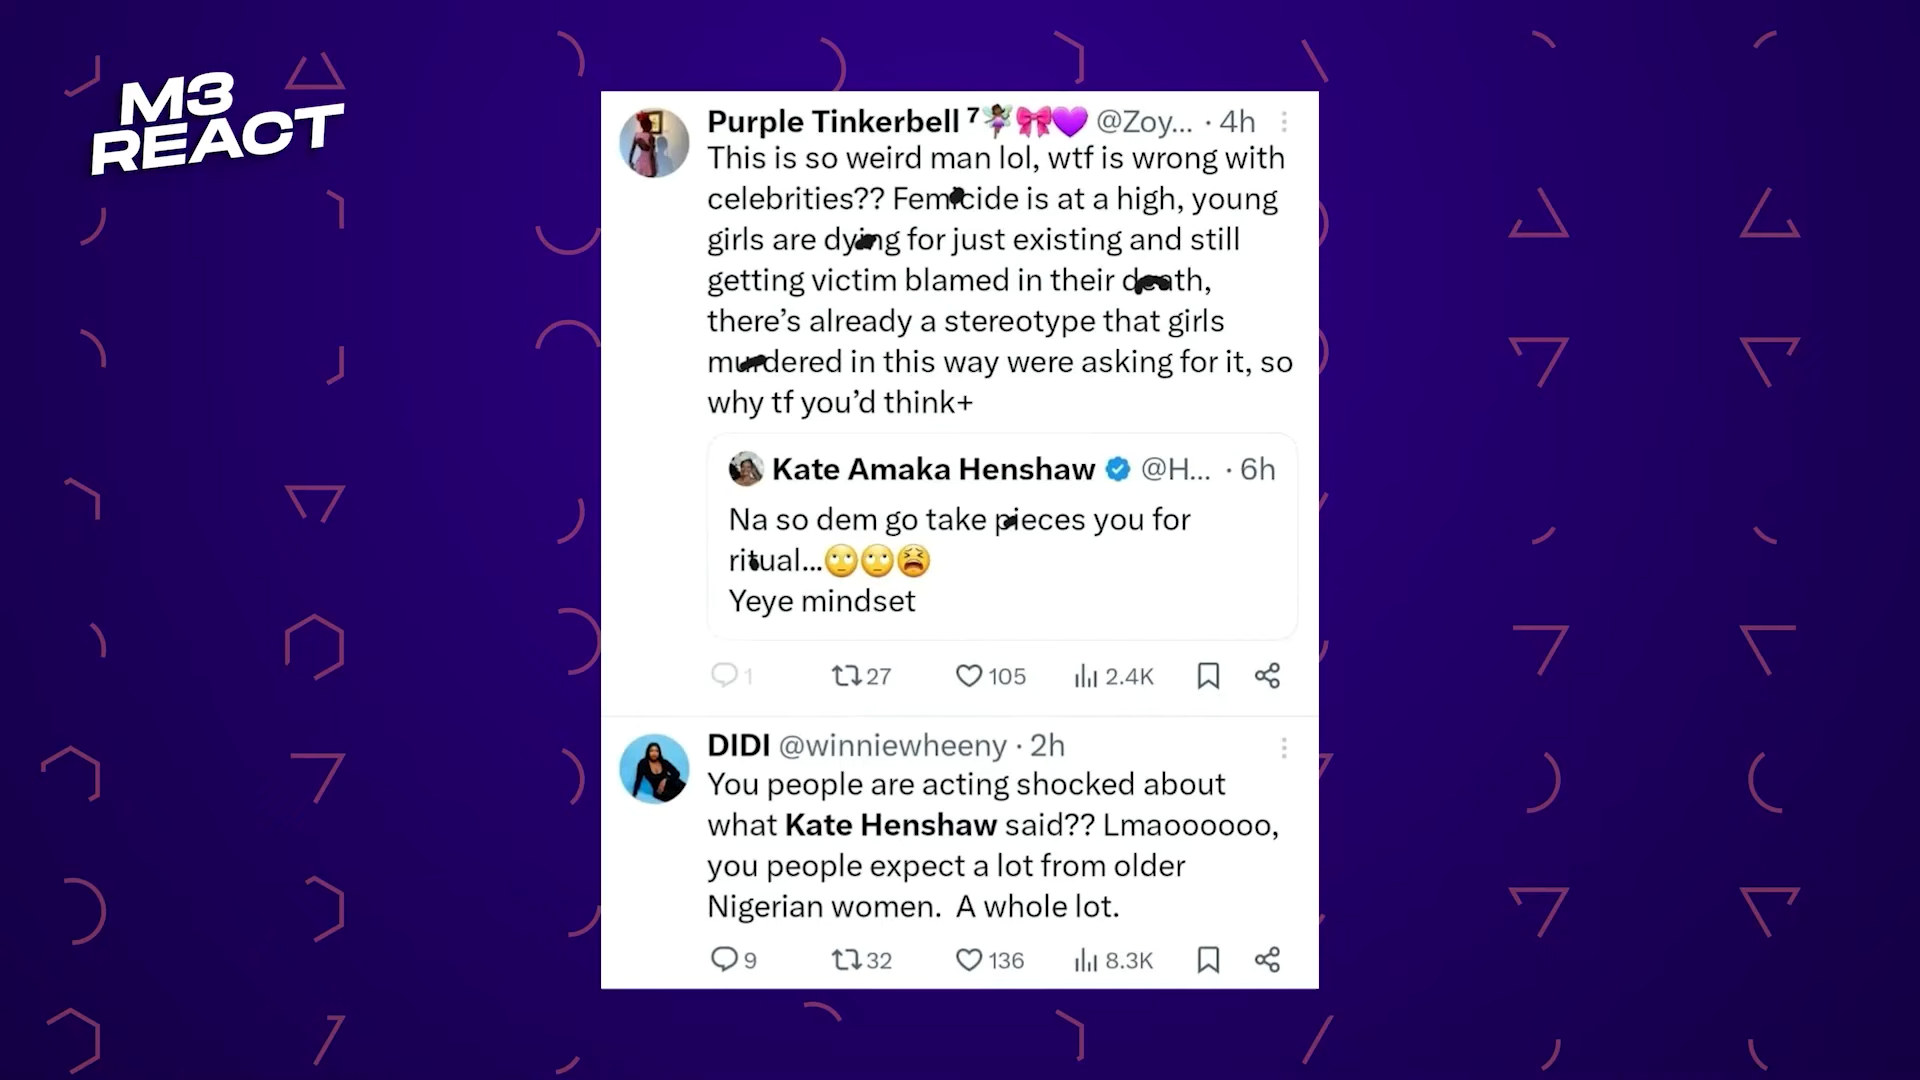 M3
REACT
Purple Tinkerbell ⁷🧚🏿‍♀️🎀💜 @Zoy... · 4h
This is so weird man lol, wtf is wrong with
celebrities?? Femicide is at a high, young
girls are dying for just existing and still
getting victim blamed in their death,
there's already a stereotype that girls
murdered in this way were asking for it, so
why tf you'd think+
Kate Amaka Henshaw @H... · 6h
Na so dem go take pieces you for
ritual...🙄🙄😫
Yeye mindset
1 27 105 2.4K
DIDI @winniewheeny · 2h
You people are acting shocked about
what Kate Henshaw said?? Lmaoooooo,
you people expect a lot from older
Nigerian women. A whole lot.
9 32 136 8.3K